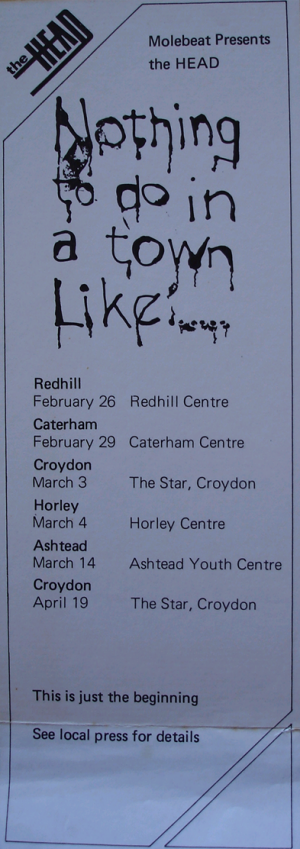 the HEAD
Molebeat Presents
the HEAD
Nothing
to do in
a town
Like.....
Redhill
February 26 Redhill Centre
Caterham
February 29 Caterham Centre
Croydon
March 3 The Star, Croydon
Horley
March 4 Horley Centre
Ashtead
March 14 Ashtead Youth Centre
Croydon
April 19 The Star, Croydon
This is just the beginning
See local press for details